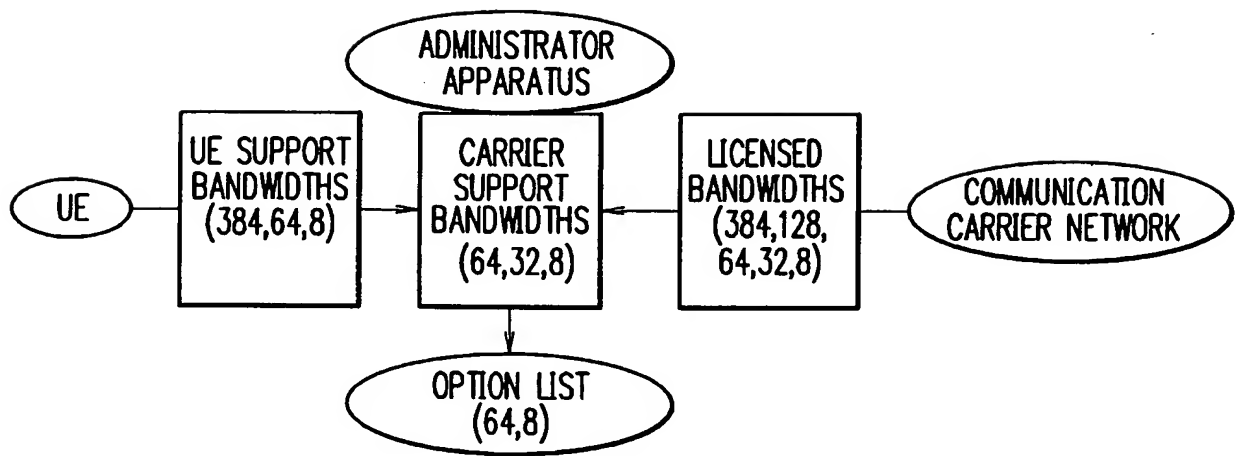 ADMINISTRATOR
APPARATUS
UE
UE SUPPORT
BANDWIDTHS
(384,64,8)
CARRIER
SUPPORT
BANDWIDTHS
(64,32,8)
LICENSED
BANDWIDTHS
(384,128,
64,32,8)
COMMUNICATION
CARRIER NETWORK
OPTION LIST
(64,8)